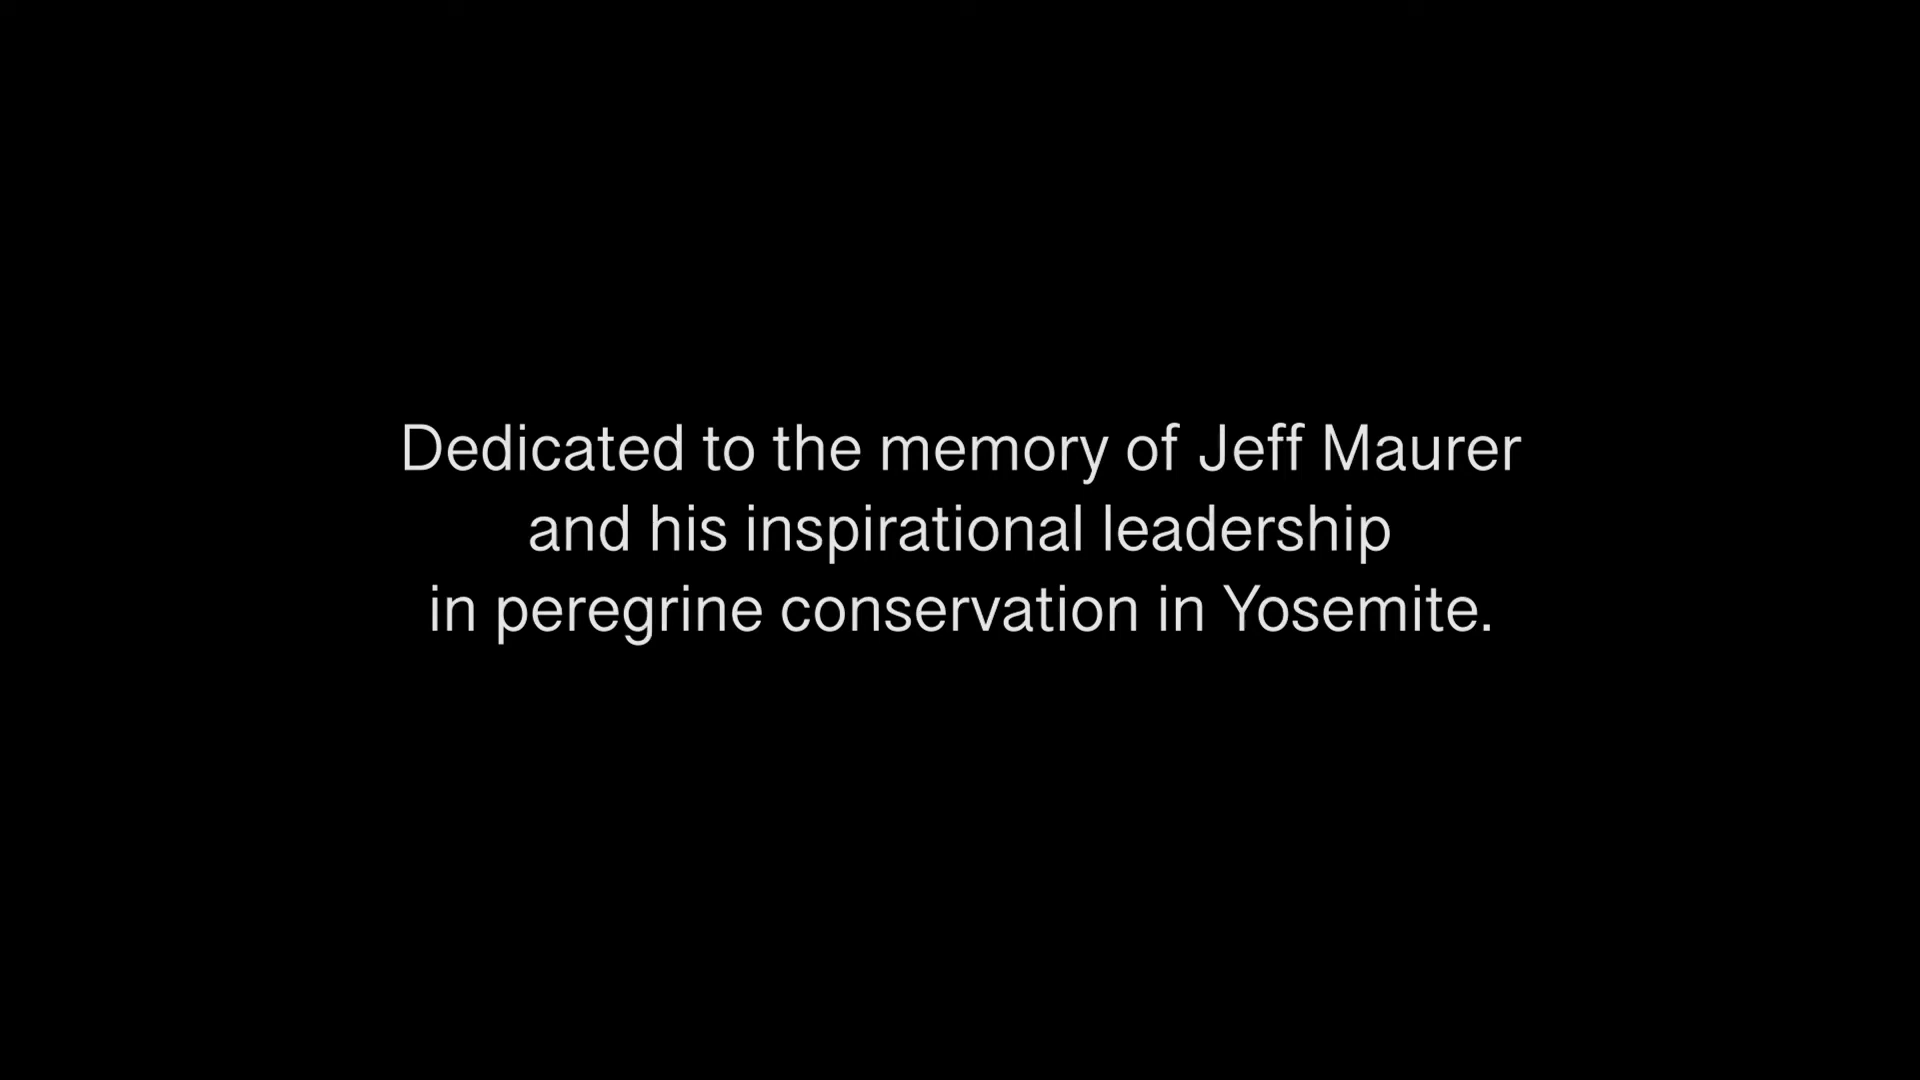 Dedicated to the memory of Jeff Maurer
and his inspirational leadership
in peregrine conservation in Yosemite.